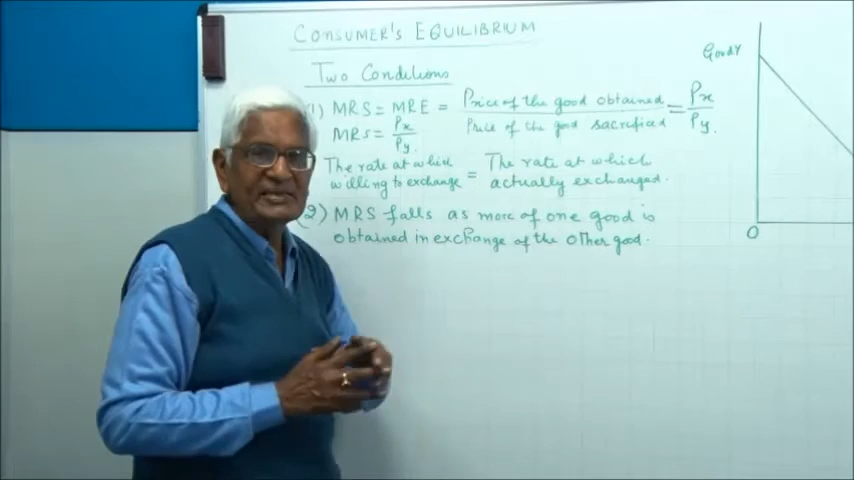 CONSUMER'S EQUILIBRIUM
Two Conditions
(1) MRS = MRE = Price of the good obtained / Price of the good sacrificed = Px / Py.
MRS = Px / Py.
The rate at which willing to exchange = The rate at which actually exchanged.
(2) MRS falls as more of one good is
obtained in exchange of the other good.
Good Y
O